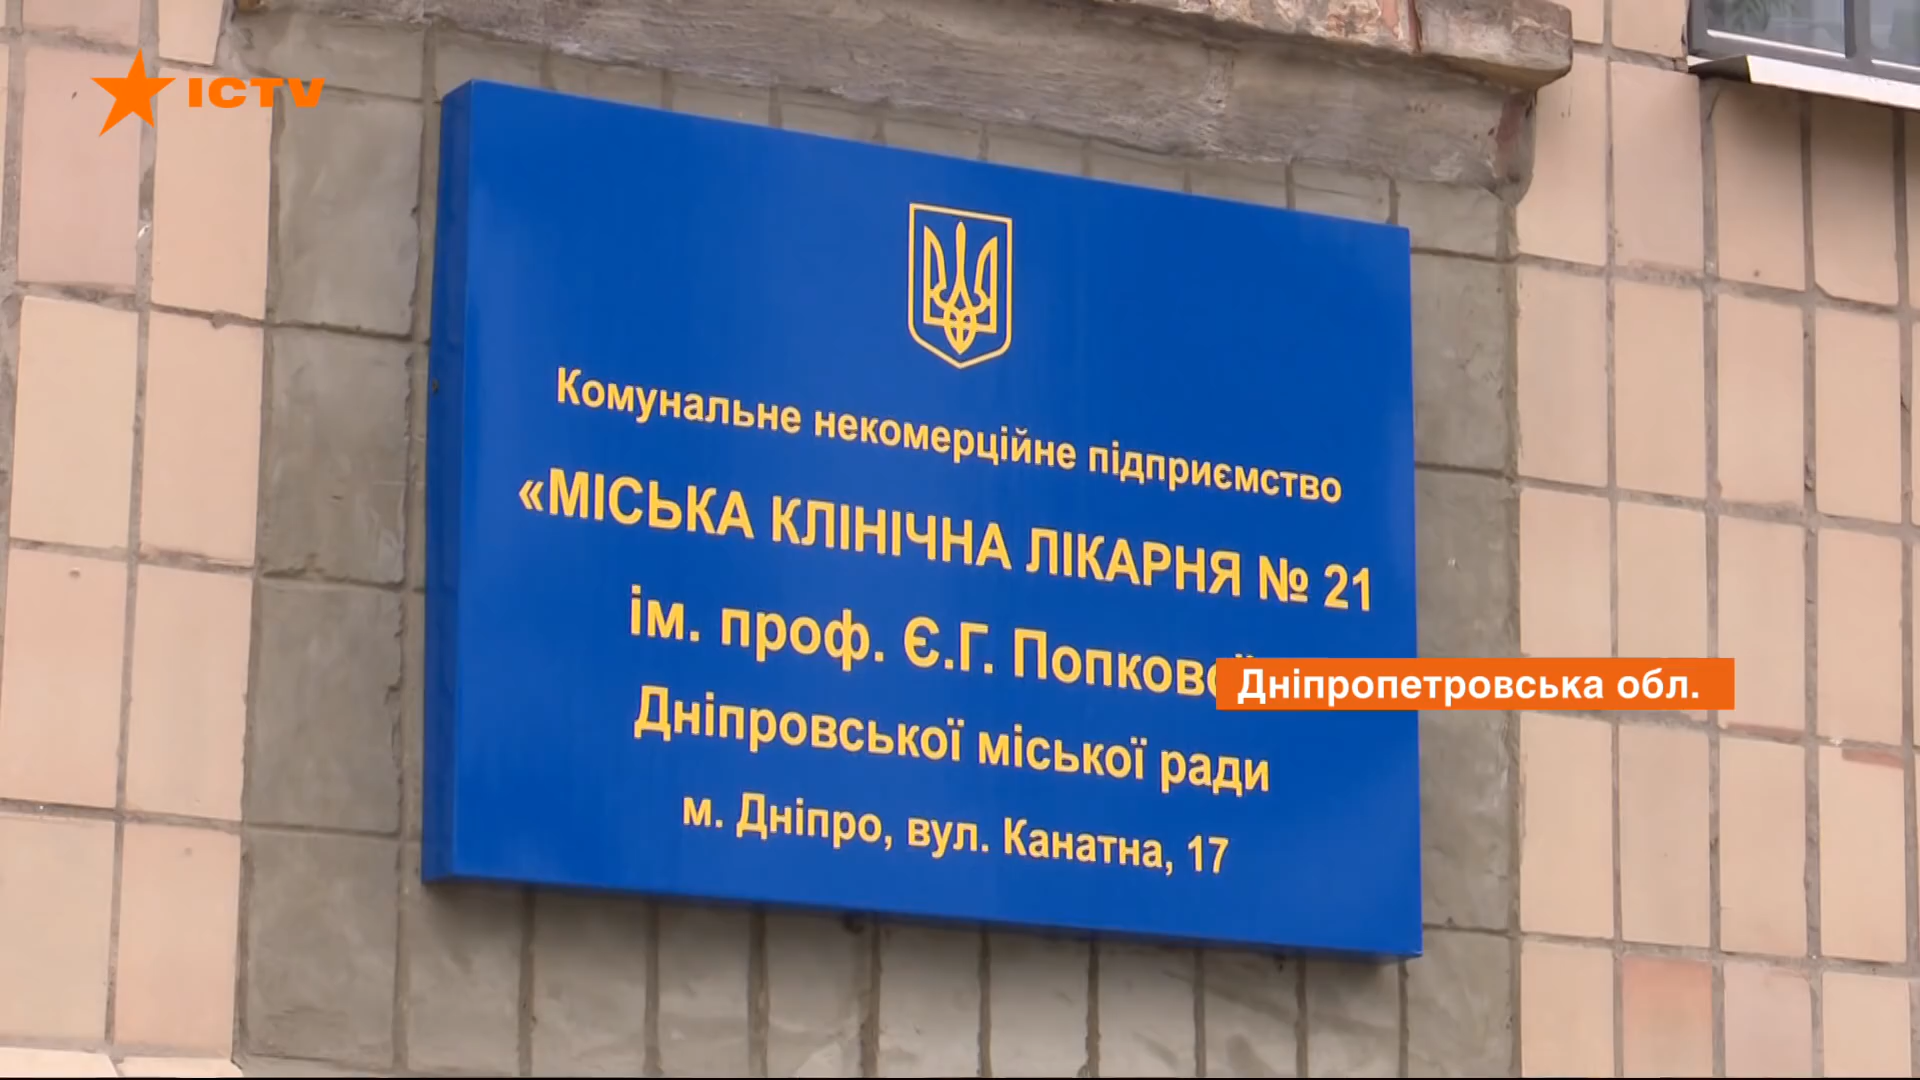 ICTV
Комунальне некомерційне підприємство
«МІСЬКА КЛІНІЧНА ЛІКАРНЯ № 21
ім. проф. Є.Г. Попкової
Дніпропетровська обл.
Дніпровської міської ради
м. Дніпро, вул. Канатна, 17